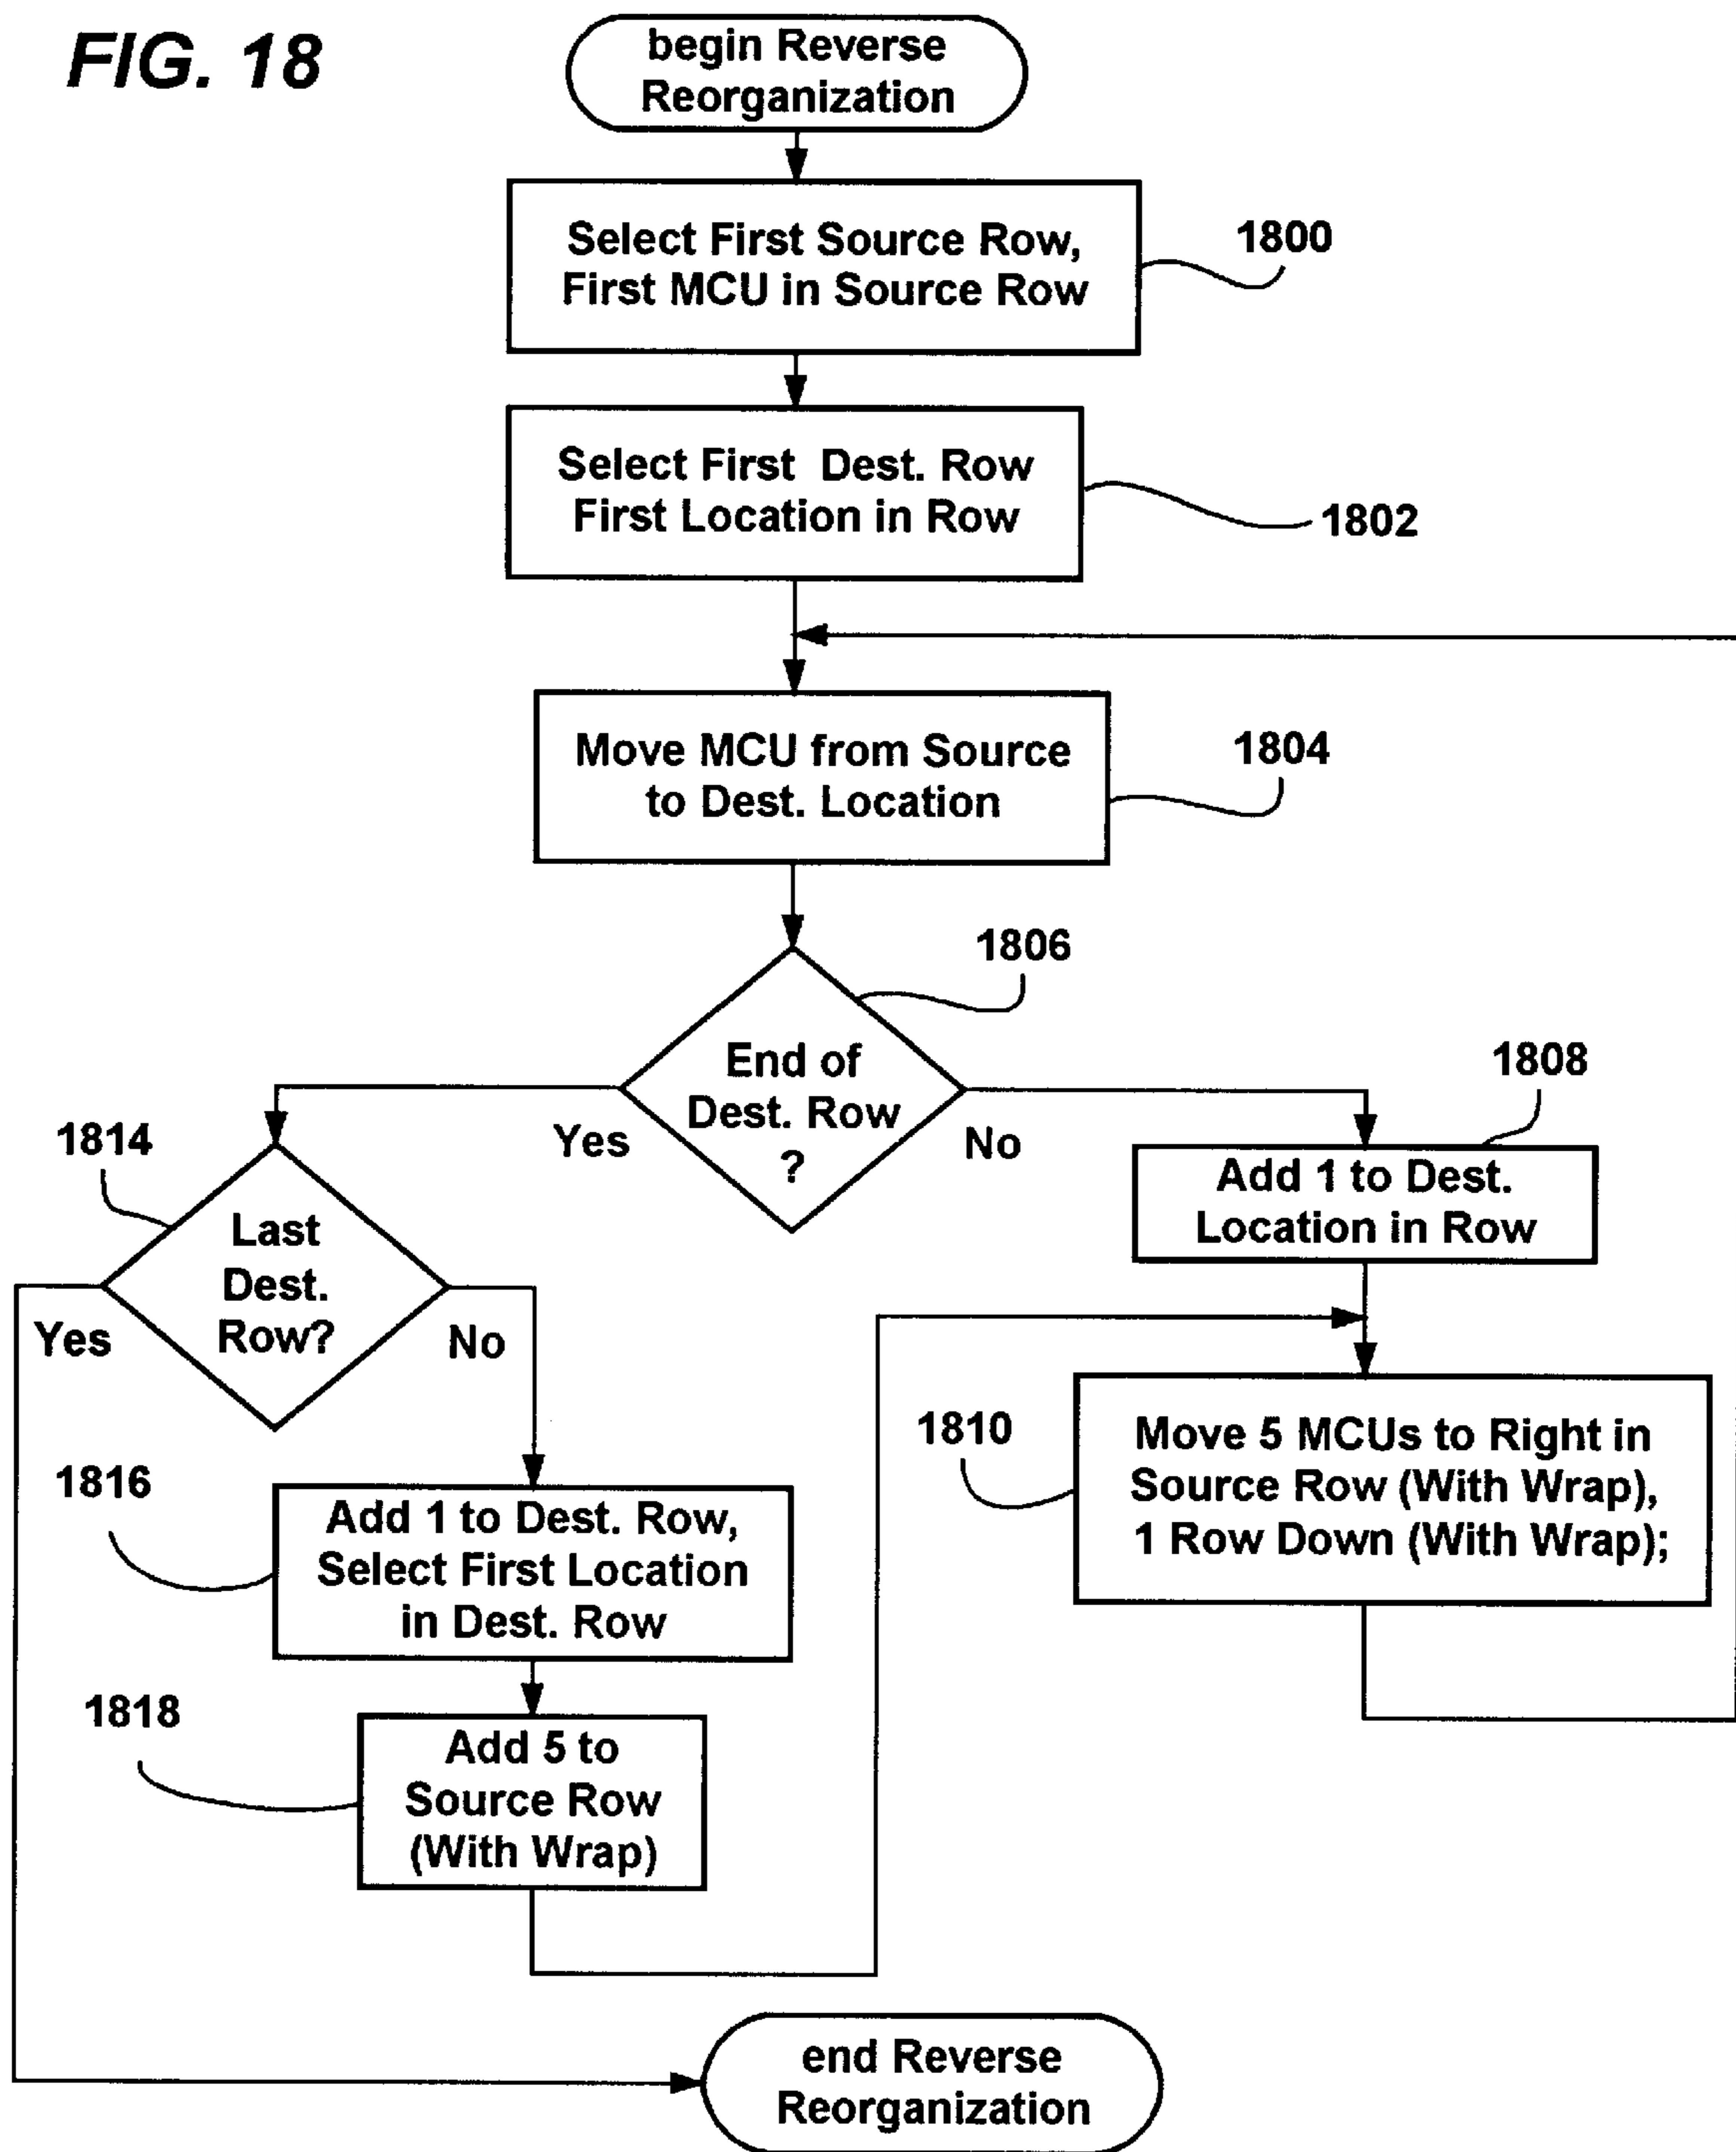 FIG. 18
begin Reverse
Reorganization
Select First Source Row,
First MCU in Source Row
1800
Select First Dest. Row
First Location in Row
1802
Move MCU from Source
to Dest. Location
1804
1806
End of
Dest. Row
?
Yes
No
1808
Add 1 to Dest.
Location in Row
1814
Last
Dest.
Row?
Yes
No
1810
Move 5 MCUs to Right in
Source Row (With Wrap),
1 Row Down (With Wrap);
1816
Add 1 to Dest. Row,
Select First Location
in Dest. Row
1818
Add 5 to
Source Row
(With Wrap)
end Reverse
Reorganization